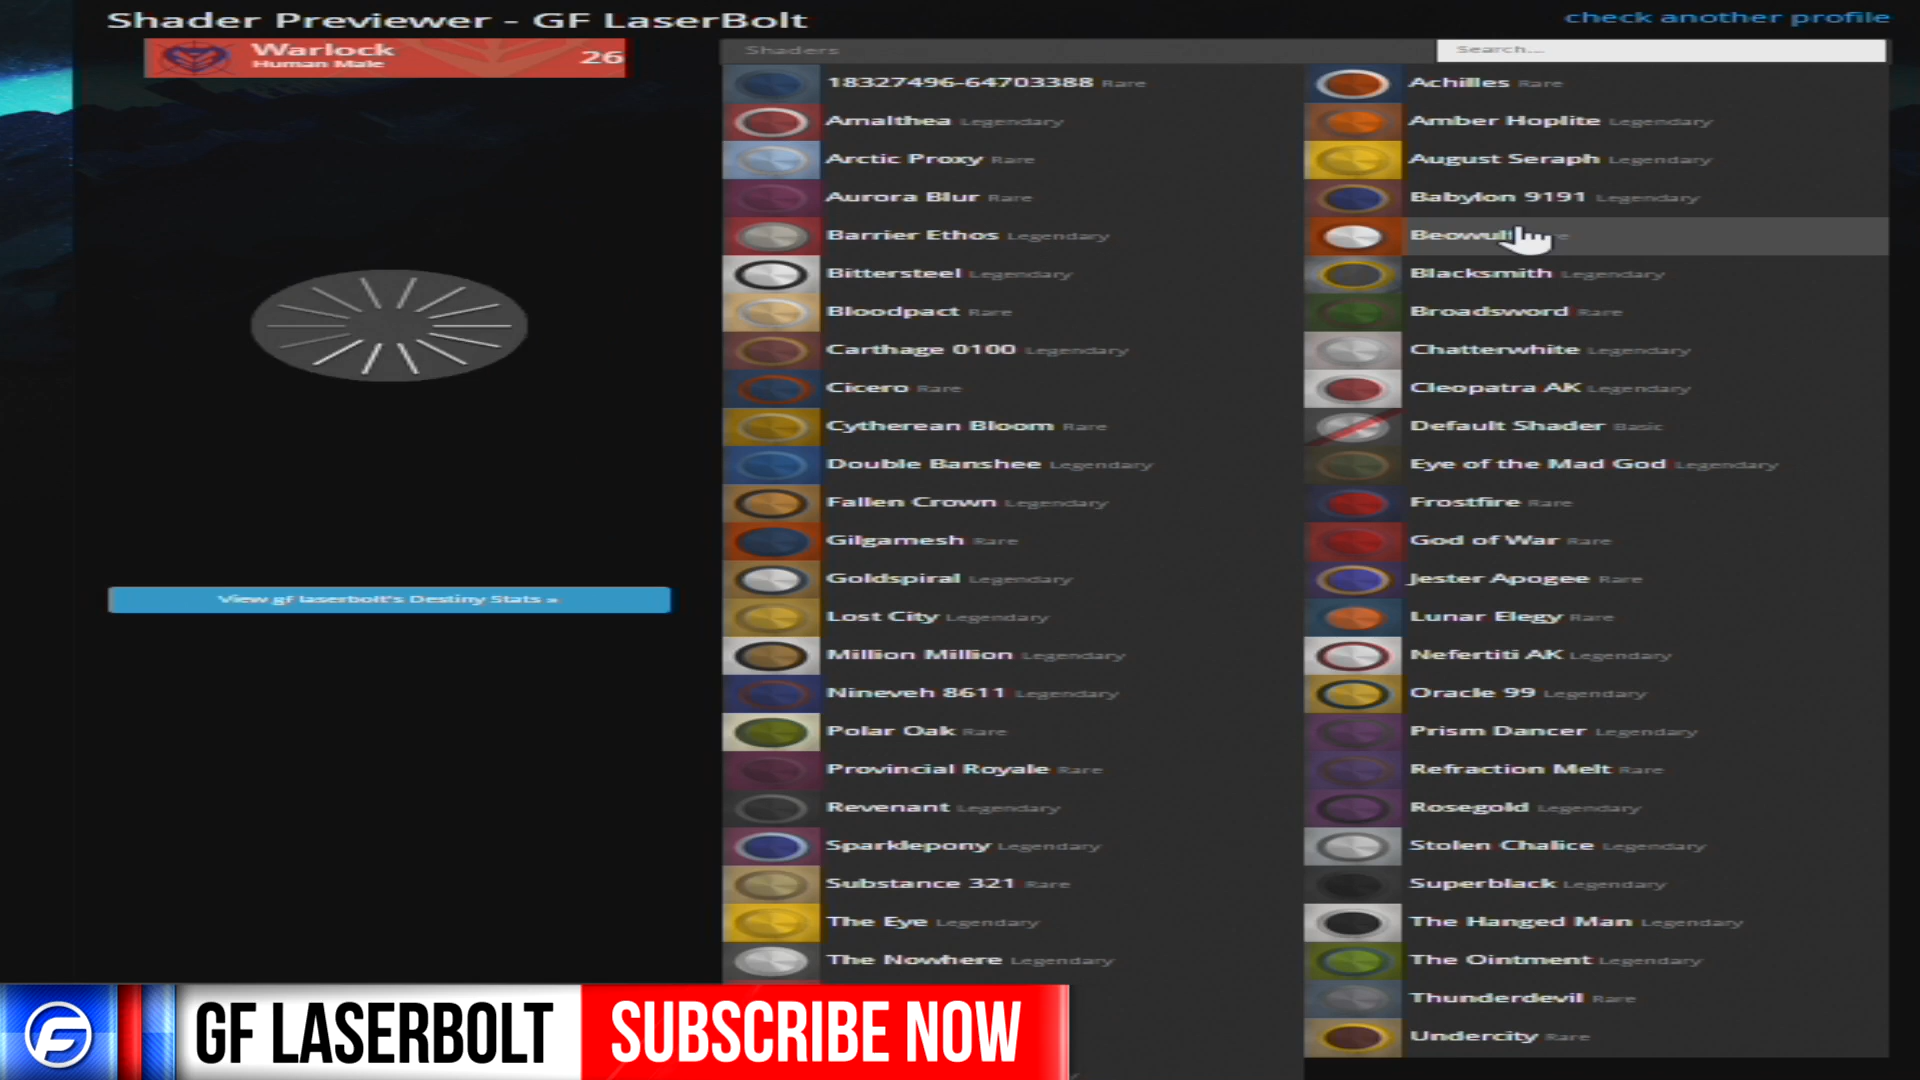 Shader Previewer - GF LaserBolt
check another profile
Warlock
Human Male
26
Shaders
Search...
18327496-64703388 Rare
Achilles Rare
Amalthea Legendary
Amber Hoplite Legendary
Arctic Proxy Rare
August Seraph Legendary
Aurora Blur Rare
Babylon 9191 Legendary
Barrier Ethos Legendary
Bittersteel Legendary
Blacksmith Legendary
Bloodpact Rare
Broadsword Rare
Carthage 0100 Legendary
Chatterwhite Legendary
Cicero Rare
Cleopatra AK Legendary
Cytherean Bloom Rare
Default Shader Basic
Double Banshee Legendary
Eye of the Mad God Legendary
Fallen Crown Legendary
Frostfire Rare
Gilgamesh Rare
God of War Rare
Goldspiral Legendary
Jester Apogee Rare
View gf laserbolt's Destiny Stats »
Lost City Legendary
Lunar Elegy Rare
Million Million Legendary
Nefertiti AK Legendary
Nineveh 8611 Legendary
Oracle 99 Legendary
Polar Oak Rare
Prism Dancer Legendary
Provincial Royale Rare
Refraction Melt Rare
Revenant Legendary
Rosegold Legendary
Sparklepony Legendary
Stolen Chalice Legendary
Substance 321 Rare
Superblack Legendary
The Eye Legendary
The Hanged Man Legendary
The Nowhere Legendary
The Ointment Legendary
Thunderdevil Rare
Undercity Rare
GF LASERBOLT
SUBSCRIBE NOW